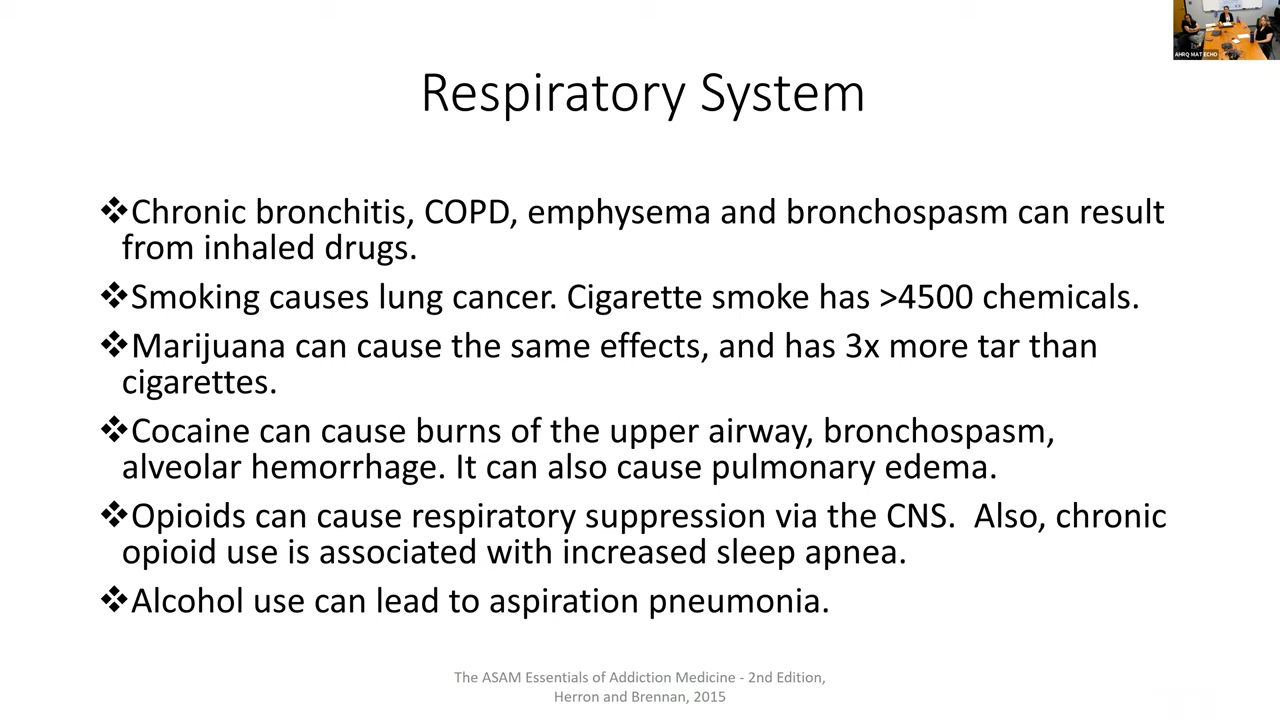 AHRQ MAT ECHO
Respiratory System
❖Chronic bronchitis, COPD, emphysema and bronchospasm can result
from inhaled drugs.
❖Smoking causes lung cancer. Cigarette smoke has >4500 chemicals.
❖Marijuana can cause the same effects, and has 3x more tar than
cigarettes.
❖Cocaine can cause burns of the upper airway, bronchospasm,
alveolar hemorrhage. It can also cause pulmonary edema.
❖Opioids can cause respiratory suppression via the CNS.  Also, chronic
opioid use is associated with increased sleep apnea.
❖Alcohol use can lead to aspiration pneumonia.
The ASAM Essentials of Addiction Medicine - 2nd Edition,
Herron and Brennan, 2015